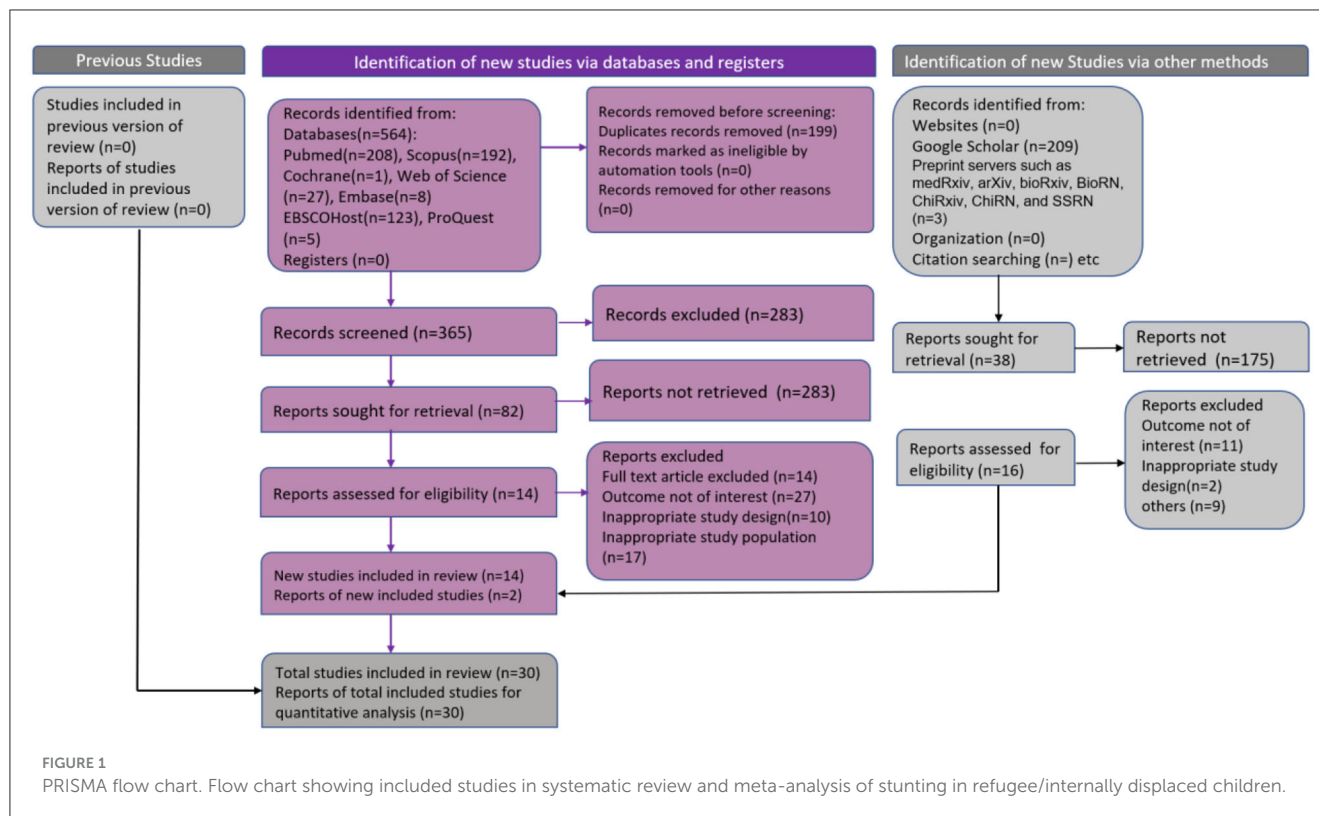 Previous Studies
Studies included in
previous version of
review (n=0)
Reports of studies
included in previous
version of review (n=0)
Identification of new studies via databases and registers
Records identified from:
Databases(n=564):
Pubmed(n=208), Scopus(n=192),
Cochrane(n=1), Web of Science
(n=27), Embase(n=8)
EBSCOHost(n=123), ProQuest
(n=5)
Registers (n=0)
Records removed before screening:
Duplicates records removed (n=199)
Records marked as ineligible by
automation tools (n=0)
Records removed for other reasons
(n=0)
Records screened (n=365)
Records excluded (n=283)
Reports sought for retrieval (n=82)
Reports not retrieved (n=283)
Reports assessed for eligibility (n=14)
Reports excluded
Full text article excluded (n=14)
Outcome not of interest (n=27)
Inappropriate study design(n=10)
Inappropriate study population
(n=17)
New studies included in review (n=14)
Reports of new included studies (n=2)
Total studies included in review (n=30)
Reports of total included studies for
quantitative analysis (n=30)
Identification of new Studies via other methods
Records identified from:
Websites (n=0)
Google Scholar (n=209)
Preprint servers such as
medRxiv, arXiv, bioRxiv, BioRN,
ChiRxiv, ChiRN, and SSRN
(n=3)
Organization (n=0)
Citation searching (n=) etc
Reports sought for
retrieval (n=38)
Reports not
retrieved (n=175)
Reports assessed for
eligibility (n=16)
Reports excluded
Outcome not of
interest (n=11)
Inappropriate study
design(n=2)
others (n=9)
FIGURE 1
PRISMA flow chart. Flow chart showing included studies in systematic review and meta-analysis of stunting in refugee/internally displaced children.